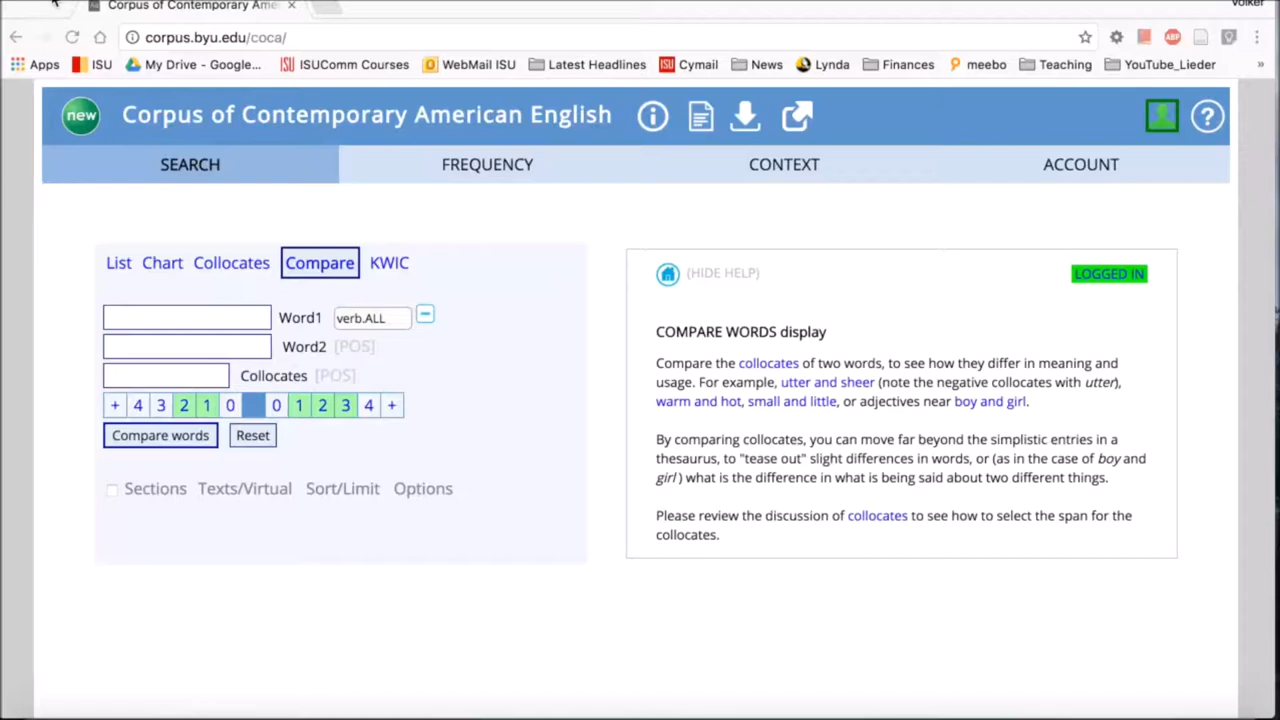 Corpus of Contemporary Ame
Volker
corpus.byu.edu/coca/
ABP
Apps ISU My Drive - Google... ISU ISUComm Courses WebMail ISU Latest Headlines ISU Cymail News Lynda Finances meebo Teaching YouTube_Lieder »
new Corpus of Contemporary American English ?
SEARCH FREQUENCY CONTEXT ACCOUNT
List Chart Collocates Compare KWIC
Word1 verb.ALL
Word2 [POS]
Collocates [POS]
+ 4 3 2 1 0 0 1 2 3 4 +
Compare words Reset
Sections Texts/Virtual Sort/Limit Options
(HIDE HELP) LOGGED IN
COMPARE WORDS display
Compare the collocates of two words, to see how they differ in meaning and
usage. For example, utter and sheer (note the negative collocates with utter),
warm and hot, small and little, or adjectives near boy and girl.
By comparing collocates, you can move far beyond the simplistic entries in a
thesaurus, to "tease out" slight differences in words, or (as in the case of boy and
girl) what is the difference in what is being said about two different things.
Please review the discussion of collocates to see how to select the span for the
collocates.